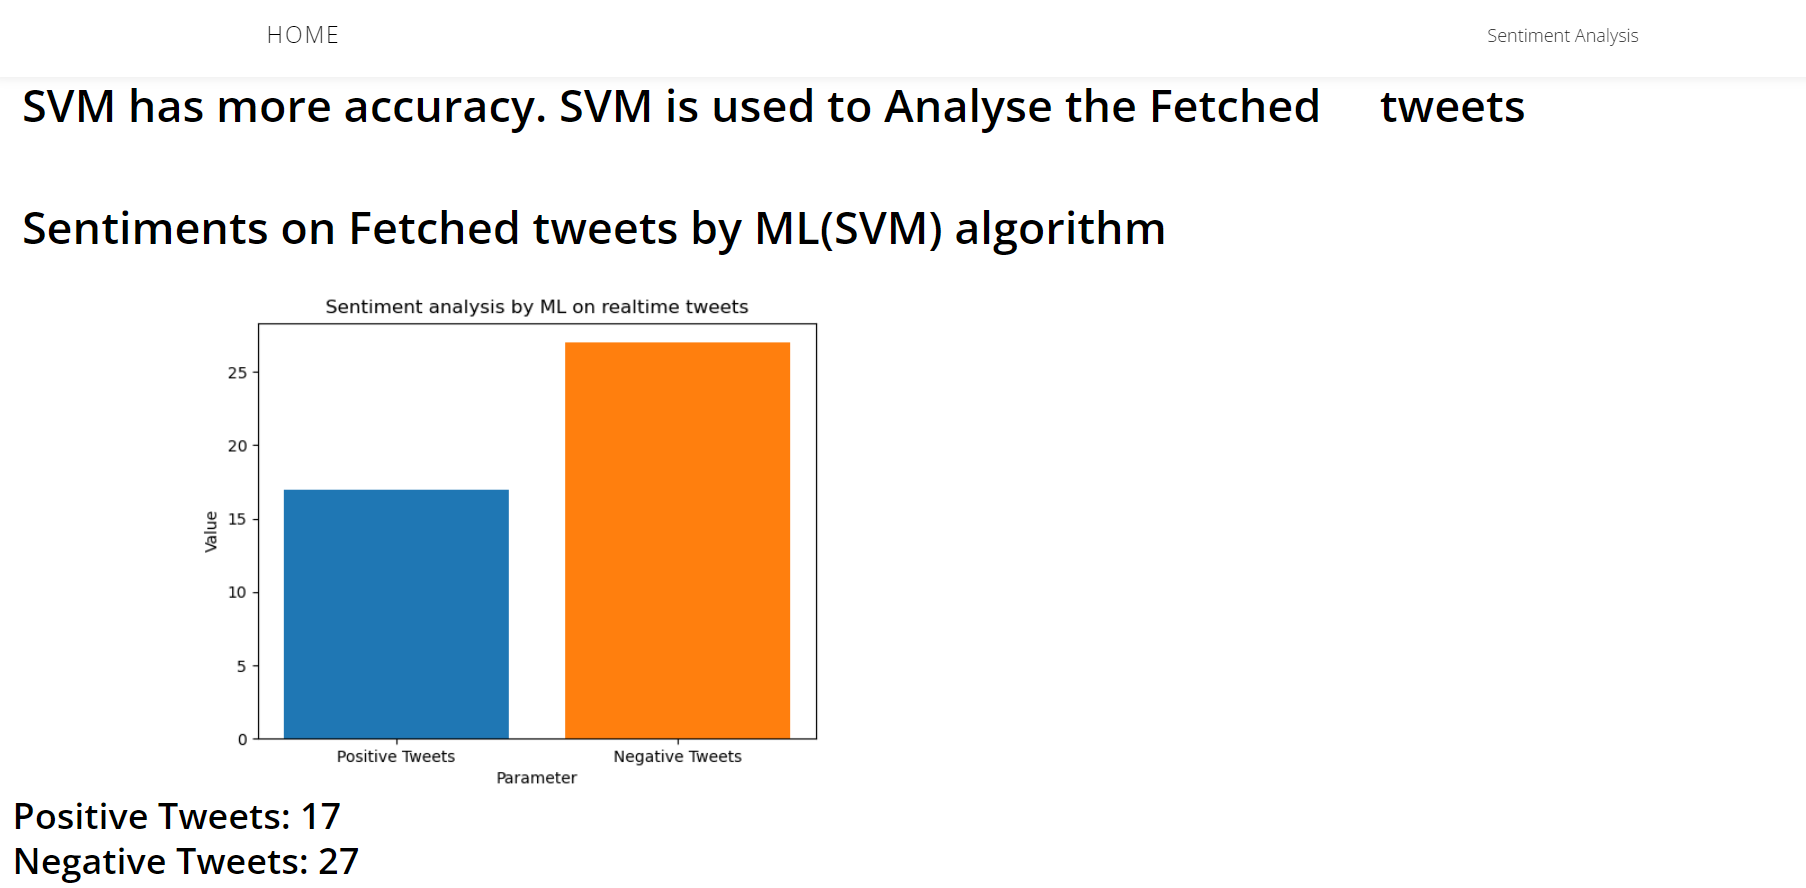 HOME Sentiment Analysis
SVM has more accuracy. SVM is used to Analyse the Fetched tweets
Sentiments on Fetched tweets by ML(SVM) algorithm
Sentiment analysis by ML on realtime tweets
25
20
15
10
5
0
Value
Positive Tweets Negative Tweets
Parameter
Positive Tweets: 17
Negative Tweets: 27